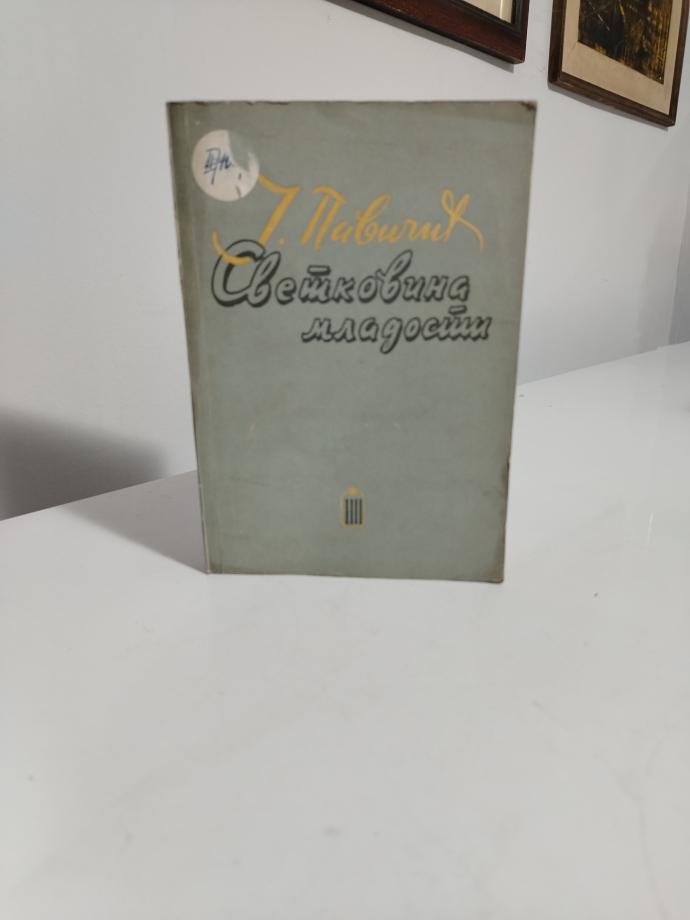 Ј. Павичић
Светковина
младости